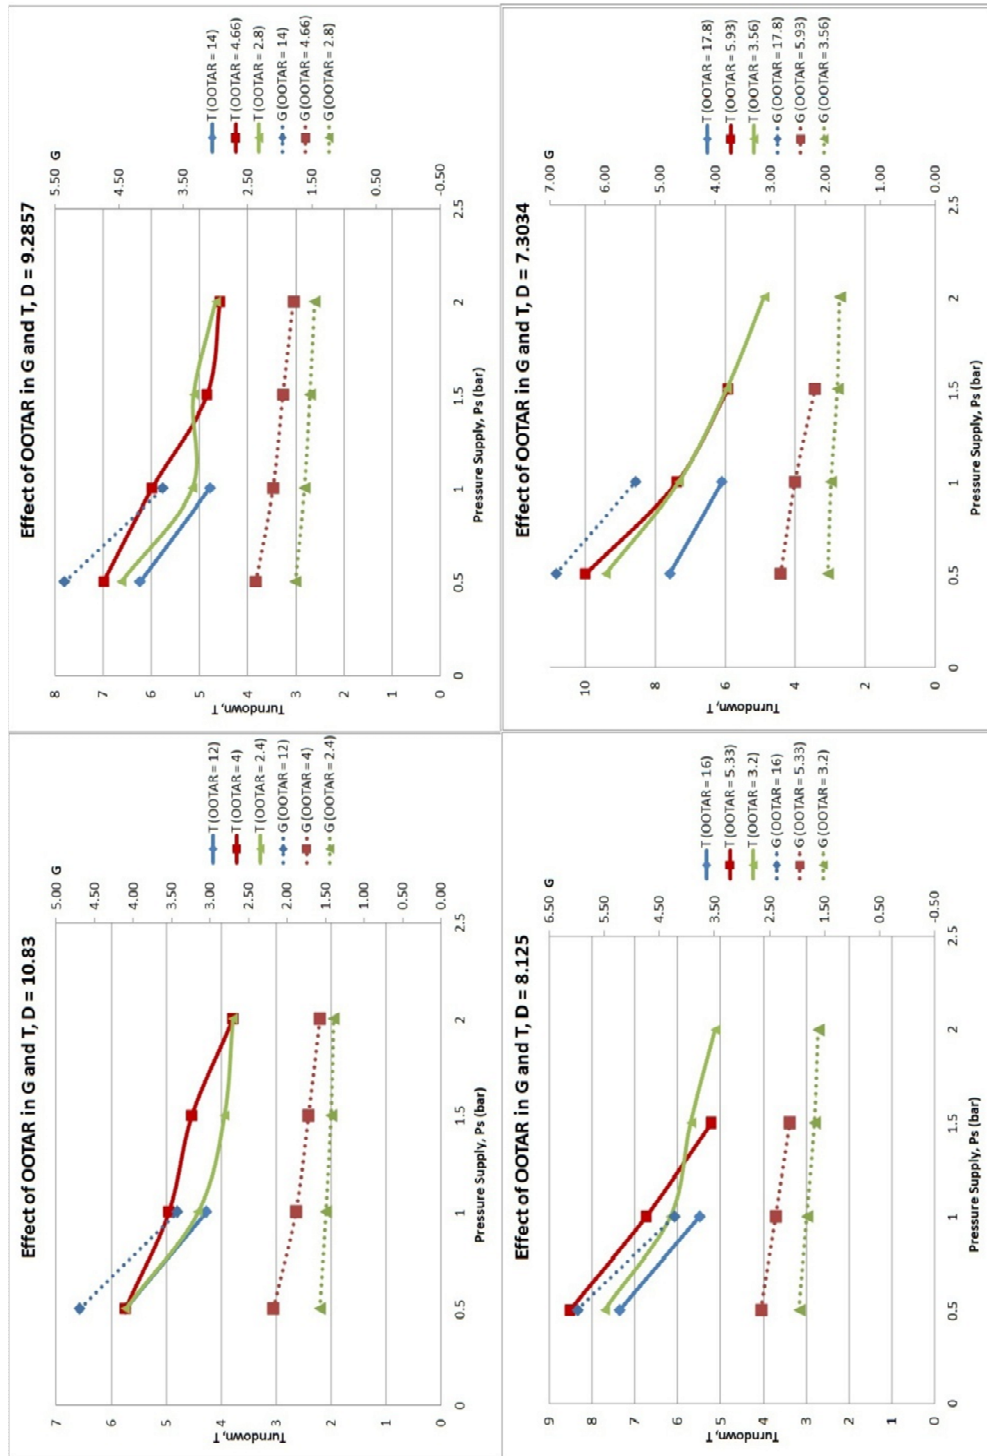 Effect of OOTAR in G and T, D = 10.83
7
6
5
4
3
2
1
0
Turndown, T
5.00 G
4.50
4.00
3.50
3.00
2.50
2.00
1.50
1.00
0.50
0.00
0
0.5
1
1.5
2
2.5
Pressure Supply, Ps (bar)
T (OOTAR = 12)
T (OOTAR = 4)
T (OOTAR = 2.4)
G (OOTAR = 12)
G (OOTAR = 4)
G (OOTAR = 2.4)
Effect of OOTAR in G and T, D = 9.2857
8
7
6
5
4
3
2
1
0
Turndown, T
5.50 G
4.50
3.50
2.50
1.50
0.50
-0.50
0
0.5
1
1.5
2
2.5
Pressure Supply, Ps (bar)
T (OOTAR = 14)
T (OOTAR = 4.66)
T (OOTAR = 2.8)
G (OOTAR = 14)
G (OOTAR = 4.66)
G (OOTAR = 2.8)
Effect of OOTAR in G and T, D = 8.125
9
8
7
6
5
4
3
2
1
0
Turndown, T
6.50 G
5.50
4.50
3.50
2.50
1.50
0.50
-0.50
0
0.5
1
1.5
2
2.5
Pressure Supply, Ps (bar)
T (OOTAR = 16)
T (OOTAR = 5.33)
T (OOTAR = 3.2)
G (OOTAR = 16)
G (OOTAR = 5.33)
G (OOTAR = 3.2)
Effect of OOTAR in G and T, D = 7.3034
10
8
6
4
2
0
Turndown, T
7.00 G
6.00
5.00
4.00
3.00
2.00
1.00
0.00
0
0.5
1
1.5
2
2.5
Pressure Supply, Ps (bar)
T (OOTAR = 17.8)
T (OOTAR = 5.93)
T (OOTAR = 3.56)
G (OOTAR = 17.8)
G (OOTAR = 5.93)
G (OOTAR = 3.56)